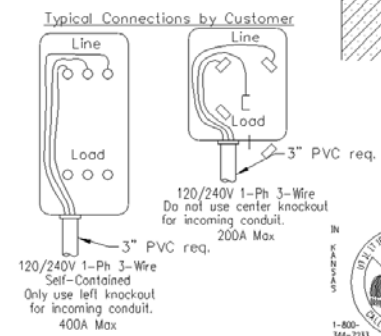 Typical Connections by Customer
Line
Load
3" PVC req.
120/240V 1-Ph 3-Wire
Self-Contained
Only use left knockout
for incoming conduit.
400A Max
Line
Load
3" PVC req.
120/240V 1-Ph 3-Wire
Do not use center knockout
for incoming conduit.
200A Max
IN
KANSAS
1-800-
344-7233